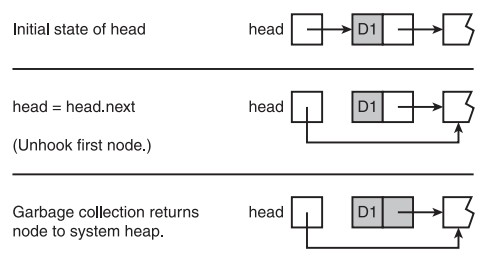 Initial state of head
head D1
head = head.next
head D1
(Unhook first node.)
Garbage collection returns
head D1
node to system heap.